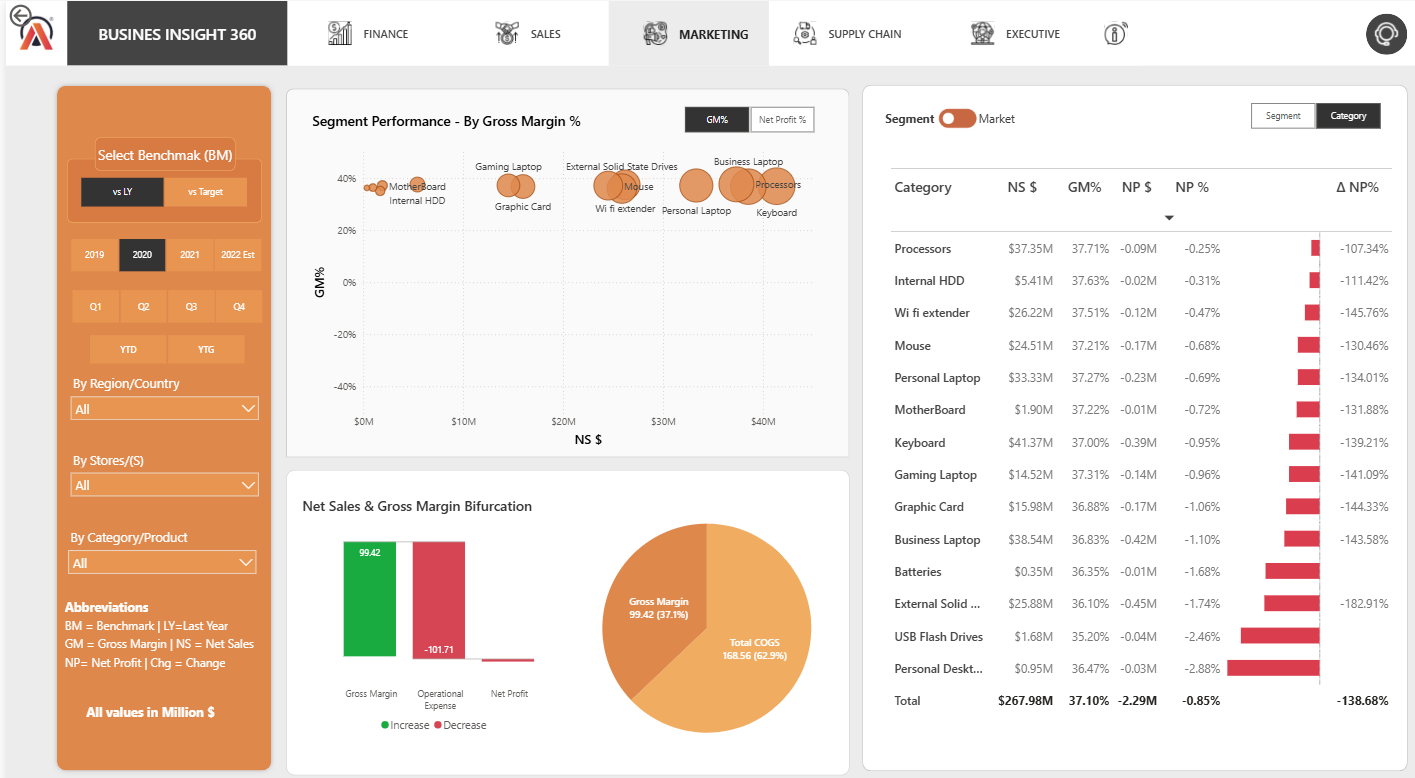 BUSINES INSIGHT 360
FINANCE
SALES
MARKETING
SUPPLY CHAIN
EXECUTIVE
Select Benchmak (BM)
vs LY
vs Target
2019
2020
2021
2022 Est
Q1
Q2
Q3
Q4
YTD
YTG
By Region/Country
All
By Stores/(S)
All
By Category/Product
All
Abbreviations
BM = Benchmark | LY=Last Year
GM = Gross Margin | NS = Net Sales
NP= Net Profit | Chg = Change
All values in Million $
Segment Performance - By Gross Margin %
GM%
Net Profit %
GM%
40%
20%
0%
-20%
-40%
$0M
$10M
$20M
$30M
$40M
NS $
MotherBoard
Internal HDD
Gaming Laptop
Graphic Card
External Solid State Drives
Mouse
Wi fi extender
Personal Laptop
Business Laptop
Processors
Keyboard
Net Sales & Gross Margin Bifurcation
99.42
-101.71
Gross Margin
Operational
Expense
Net Profit
Increase
Decrease
Gross Margin
99.42 (37.1%)
Total COGS
168.56 (62.9%)
Segment
Market
Segment
Category
Category NS $ GM% NP $ NP % Δ NP%
Processors $37.35M 37.71% -0.09M -0.25% -107.34%
Internal HDD $5.41M 37.63% -0.02M -0.31% -111.42%
Wi fi extender $26.22M 37.51% -0.12M -0.47% -145.76%
Mouse $24.51M 37.21% -0.17M -0.68% -130.46%
Personal Laptop $33.33M 37.27% -0.23M -0.69% -134.01%
MotherBoard $1.90M 37.22% -0.01M -0.72% -131.88%
Keyboard $41.37M 37.00% -0.39M -0.95% -139.21%
Gaming Laptop $14.52M 37.31% -0.14M -0.96% -141.09%
Graphic Card $15.98M 36.88% -0.17M -1.06% -144.33%
Business Laptop $38.54M 36.83% -0.42M -1.10% -143.58%
Batteries $0.35M 36.35% -0.01M -1.68%
External Solid ... $25.88M 36.10% -0.45M -1.74% -182.91%
USB Flash Drives $1.68M 35.20% -0.04M -2.46%
Personal Deskt... $0.95M 36.47% -0.03M -2.88%
Total $267.98M 37.10% -2.29M -0.85% -138.68%